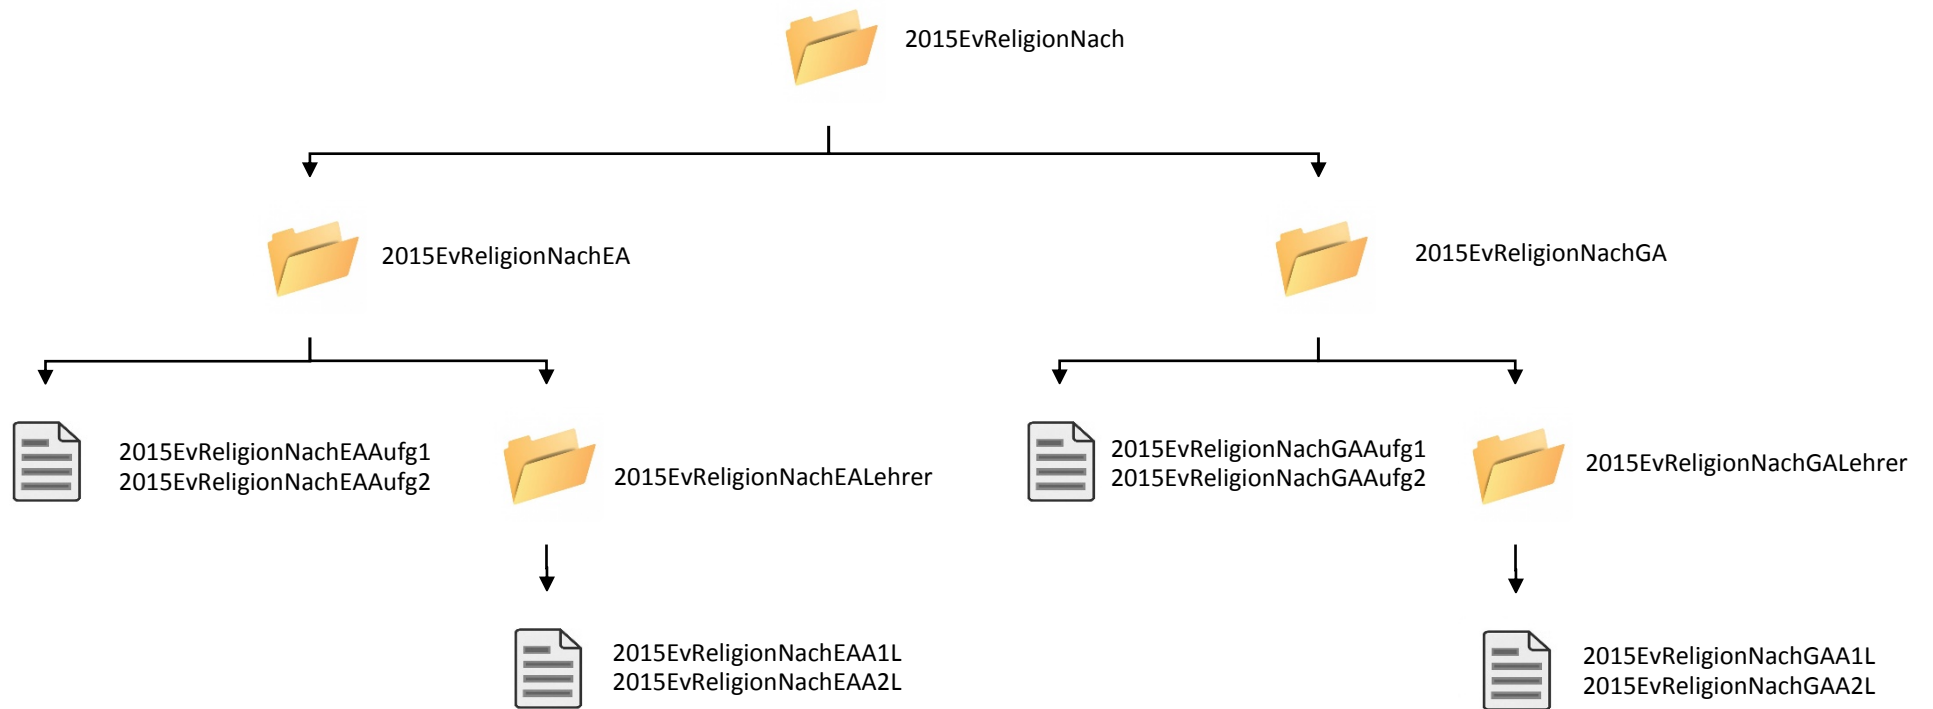 2015EvReligionNach
2015EvReligionNachEA
2015EvReligionNachGA
2015EvReligionNachEAAufg1
2015EvReligionNachEAAufg2
2015EvReligionNachEALehrer
2015EvReligionNachGAAufg1
2015EvReligionNachGAAufg2
2015EvReligionNachGALehrer
2015EvReligionNachEAA1L
2015EvReligionNachEAA2L
2015EvReligionNachGAA1L
2015EvReligionNachGAA2L